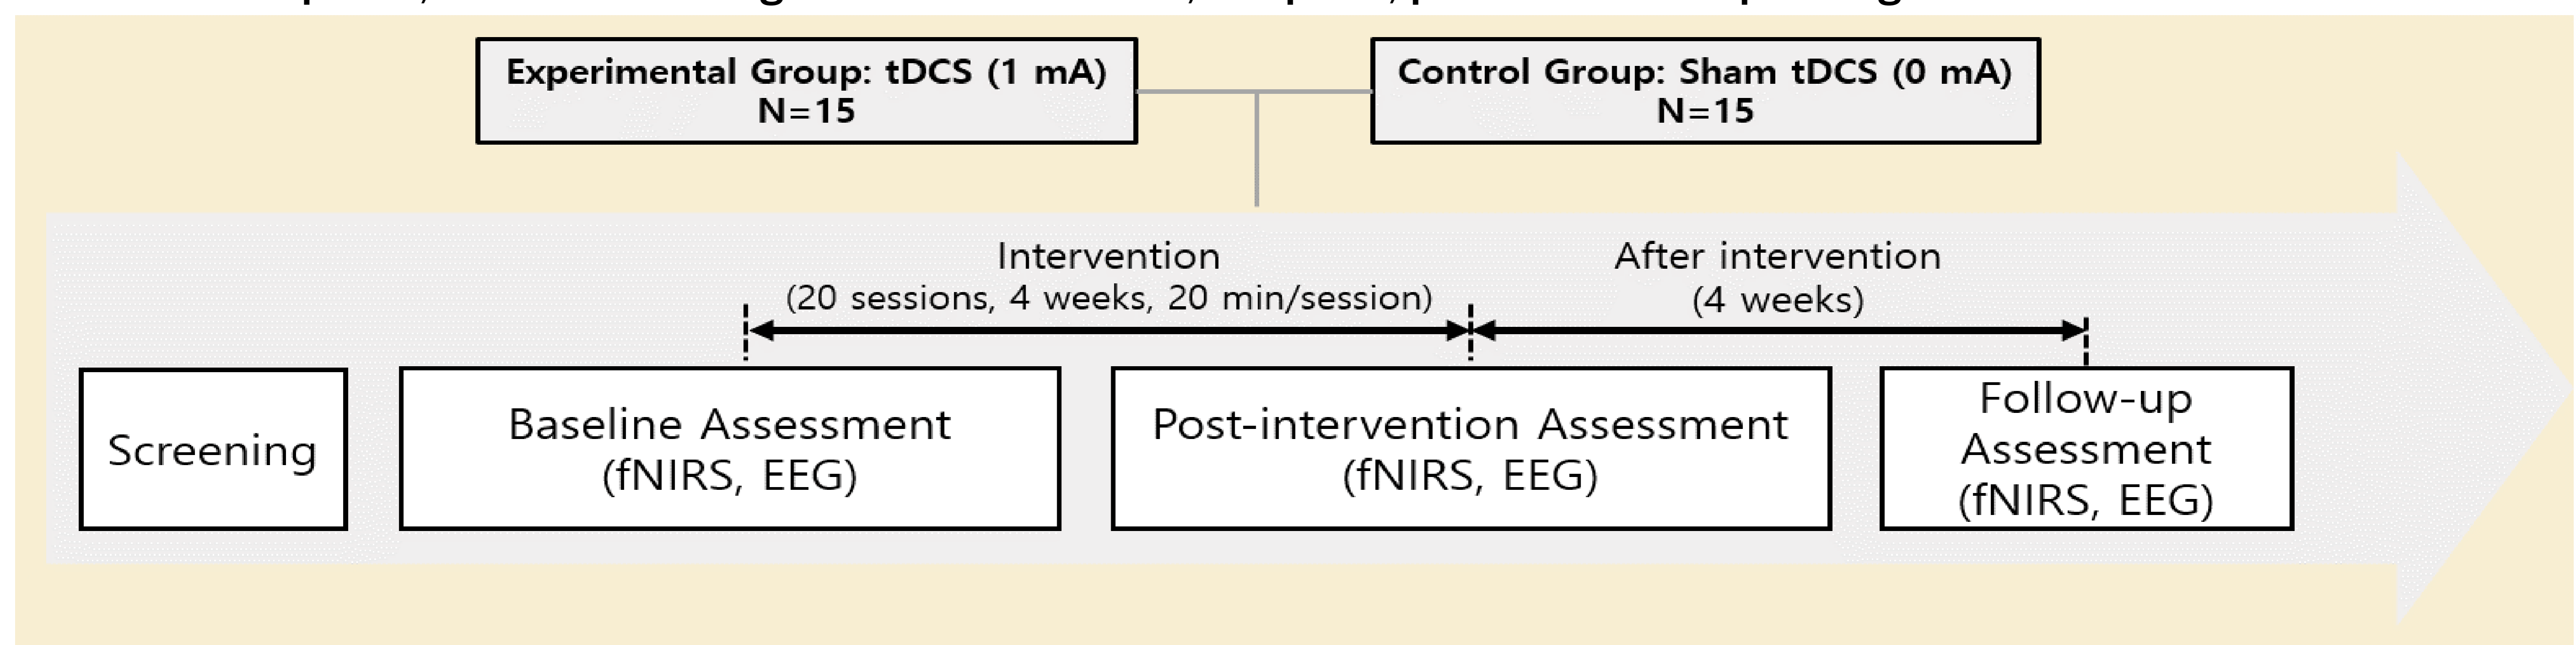 Experimental Group: tDCS (1 mA)
N=15
Control Group: Sham tDCS (0 mA)
N=15
Intervention
(20 sessions, 4 weeks, 20 min/session)
After intervention
(4 weeks)
Screening
Baseline Assessment
(fNIRS, EEG)
Post-intervention Assessment
(fNIRS, EEG)
Follow-up
Assessment
(fNIRS, EEG)